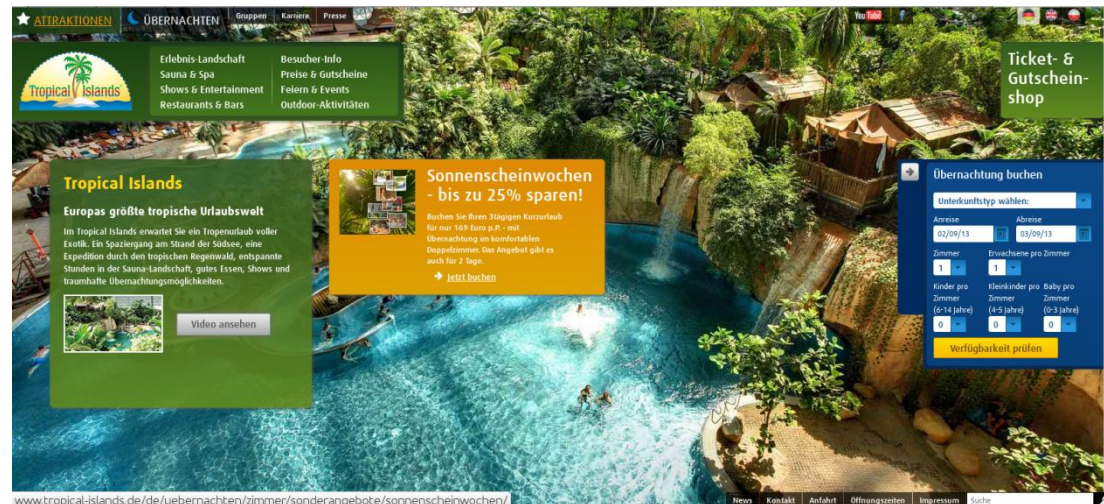 ATTRAKTIONEN
ÜBERNACHTEN
Gruppen Karriere Presse
You Tube f
Tropical Islands
Erlebnis-Landschaft
Sauna & Spa
Shows & Entertainment
Restaurants & Bars
Besucher-Info
Preise & Gutscheine
Feiern & Events
Outdoor-Aktivitäten
Ticket- &
Gutschein-
shop
Tropical Islands
Europas größte tropische Urlaubswelt
Im Tropical Islands erwartet Sie ein Tropenurlaub voller
Exotik. Ein Spaziergang am Strand der Südsee, eine
Expedition durch den tropischen Regenwald, entspannte
Stunden in der Sauna-Landschaft, gutes Essen, Shows und
traumhafte Übernachtungsmöglichkeiten.
Video ansehen
Sonnenscheinwochen
- bis zu 25% sparen!
Buchen Sie Ihren 3tägigen Kurzurlaub
für nur 169 Euro p.P. - mit
Übernachtung im komfortablen
Doppelzimmer. Das Angebot gibt es
auch für 2 Tage.
Jetzt buchen
Übernachtung buchen
Unterkunftstyp wählen:
Anreise Abreise
02/09/13 03/09/13
Zimmer Erwachsene pro Zimmer
1 1
Kinder pro Kleinkinder pro Baby pro
Zimmer Zimmer Zimmer
(6-14 Jahre) (4-5 Jahre) (0-3 Jahre)
0 0 0
Verfügbarkeit prüfen
www.tropical-islands.de/de/uebernachten/zimmer/sonderangebote/sonnenscheinwochen/
News Kontakt Anfahrt Öffnungszeiten Impressum Suche